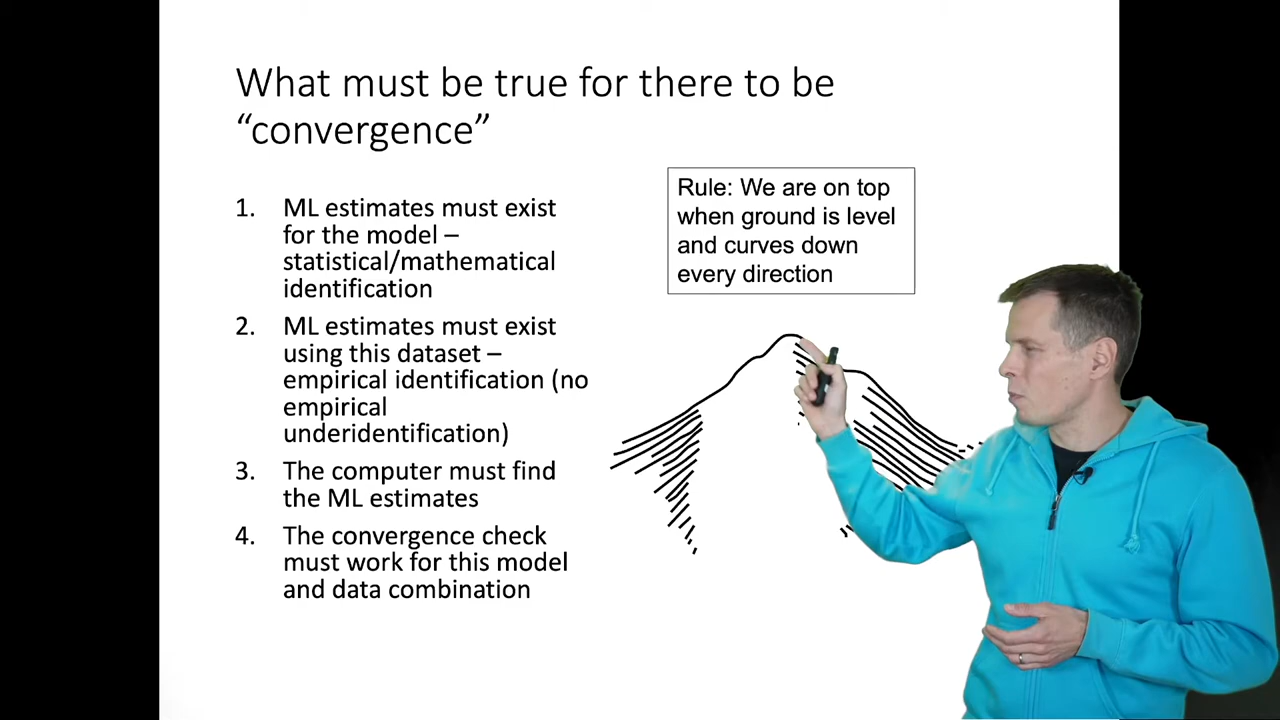 What must be true for there to be
“convergence”
1. ML estimates must exist
for the model –
statistical/mathematical
identification
2. ML estimates must exist
using this dataset –
empirical identification (no
empirical
underidentification)
3. The computer must find
the ML estimates
4. The convergence check
must work for this model
and data combination
Rule: We are on top
when ground is level
and curves down
every direction